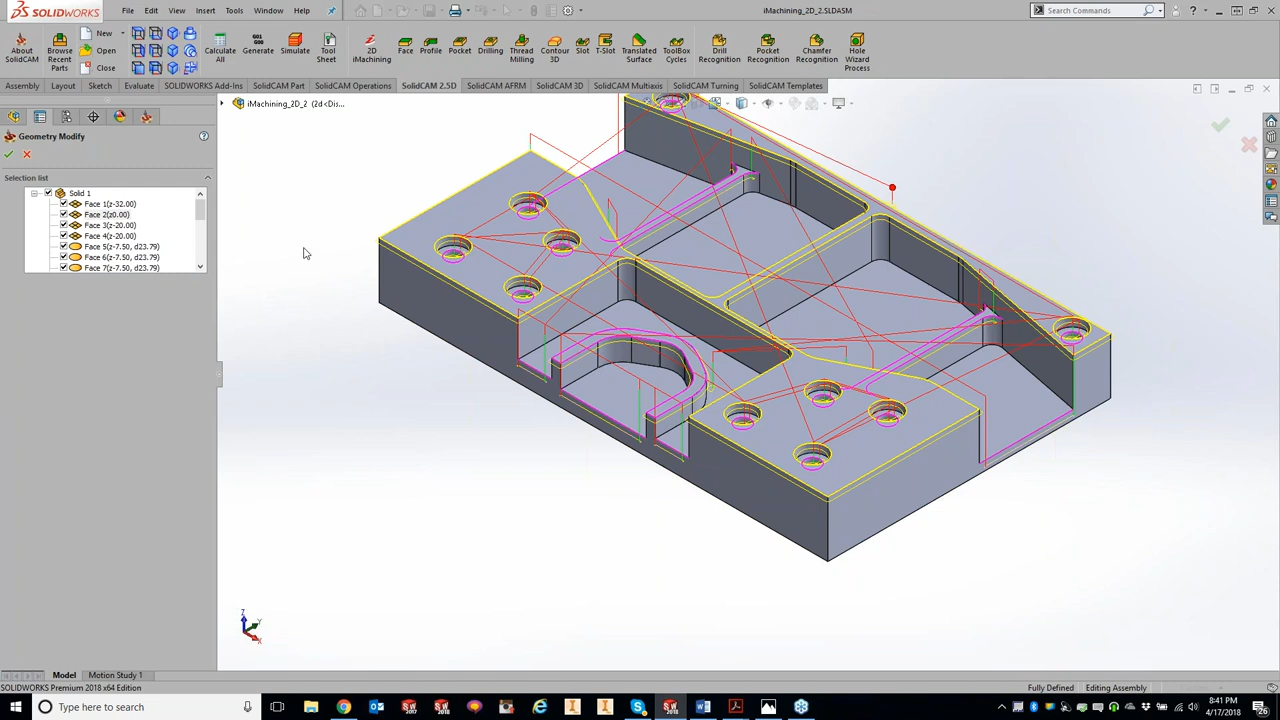 SOLIDWORKS
File Edit View Insert Tools Window Help
iMachining_2D_2.SLDASM
Search Commands
About SolidCAM
Browse Recent Parts
New
Open
Close
Calculate All
G01 G00
Generate
Simulate
Tool Sheet
2D iMachining
Face
Profile
Pocket
Drilling
Thread Milling
Contour 3D
Slot
T-Slot
Translated Surface
ToolBox Cycles
Drill Recognition
Pocket Recognition
Chamfer Recognition
Hole Wizard Process
Assembly Layout Sketch Evaluate SOLIDWORKS Add-Ins SolidCAM Part SolidCAM Operations SolidCAM 2.5D SolidCAM AFRM SolidCAM 3D SolidCAM Multiaxis SolidCAM Turning SolidCAM Templates
iMachining_2D_2 (2d<Dis...
Geometry Modify
Selection list
Solid 1
Face 1(z-32.00)
Face 2(z0.00)
Face 3(z-20.00)
Face 4(z-20.00)
Face 5(z-7.50, d23.79)
Face 6(z-7.50, d23.79)
Face 7(z-7.50, d23.79)
Z
Y
X
Model Motion Study 1
SOLIDWORKS Premium 2018 x64 Edition
Fully Defined
Editing Assembly
Type here to search
8:41 PM
4/17/2018